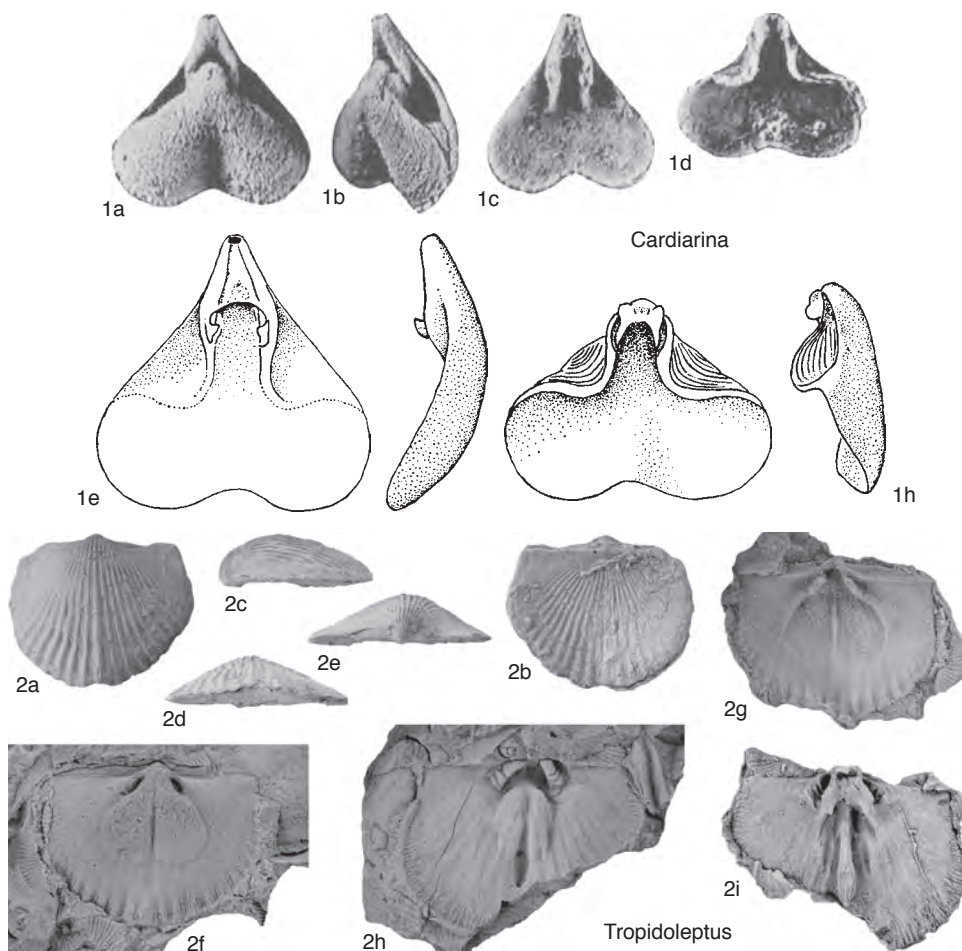 1a
1b
1c
1d
Cardiarina
1e
1h
2a
2c
2e
2d
2b
2g
2f
2h
2i
Tropidoleptus